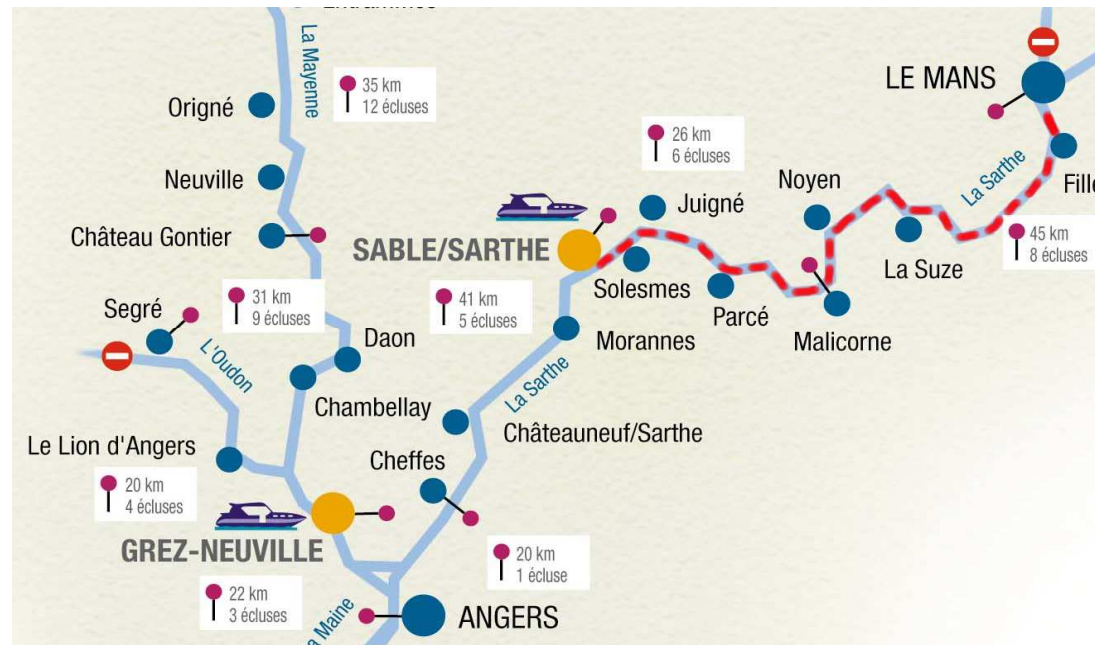 Entrammes
La Mayenne
35 km
12 écluses
LE MANS
Origné
26 km
6 écluses
Neuville
Noyen
La Sarthe
Fillé
Juigné
Château Gontier
SABLE/SARTHE
45 km
8 écluses
La Suze
Solesmes
31 km
9 écluses
41 km
5 écluses
Segré
Parcé
Daon
Morannes
Malicorne
L'Oudon
La Sarthe
Chambellay
Châteauneuf/Sarthe
Le Lion d'Angers
Cheffes
20 km
4 écluses
GREZ-NEUVILLE
20 km
1 écluse
22 km
3 écluses
La Maine
ANGERS